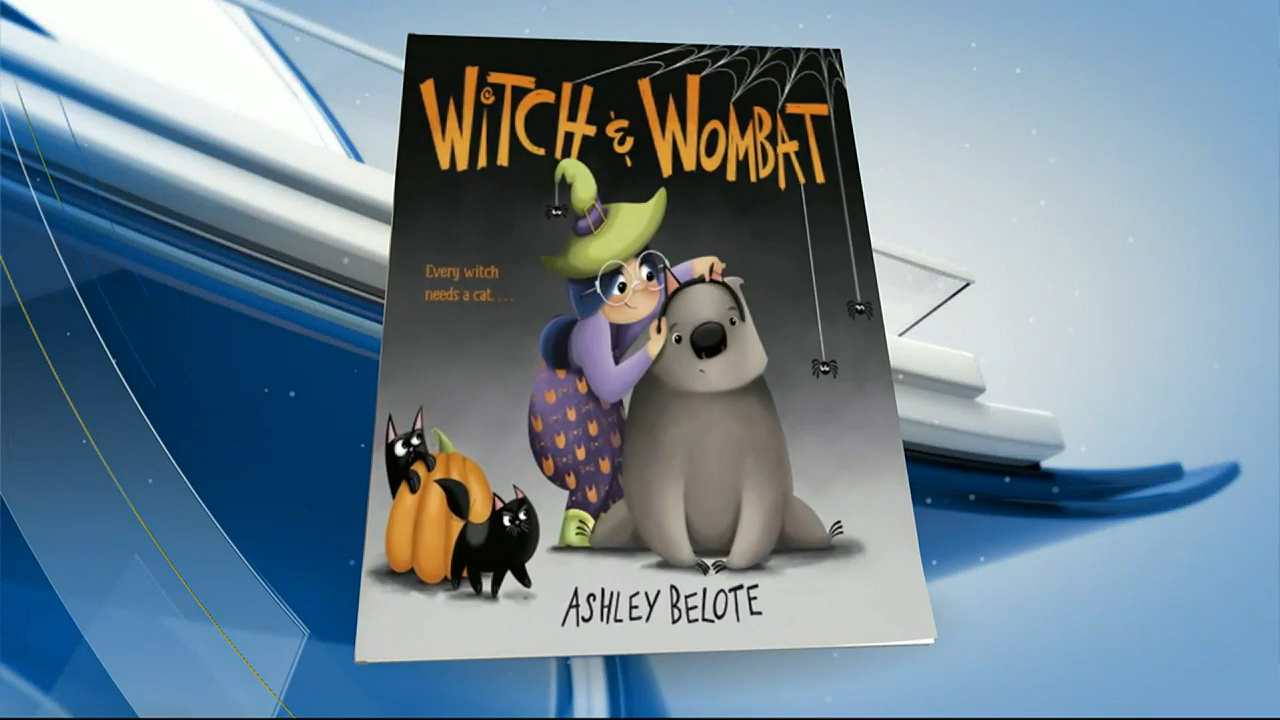 WiTCH & WOMBAT
Every witch
needs a cat. . . .
ASHLEY BELOTE